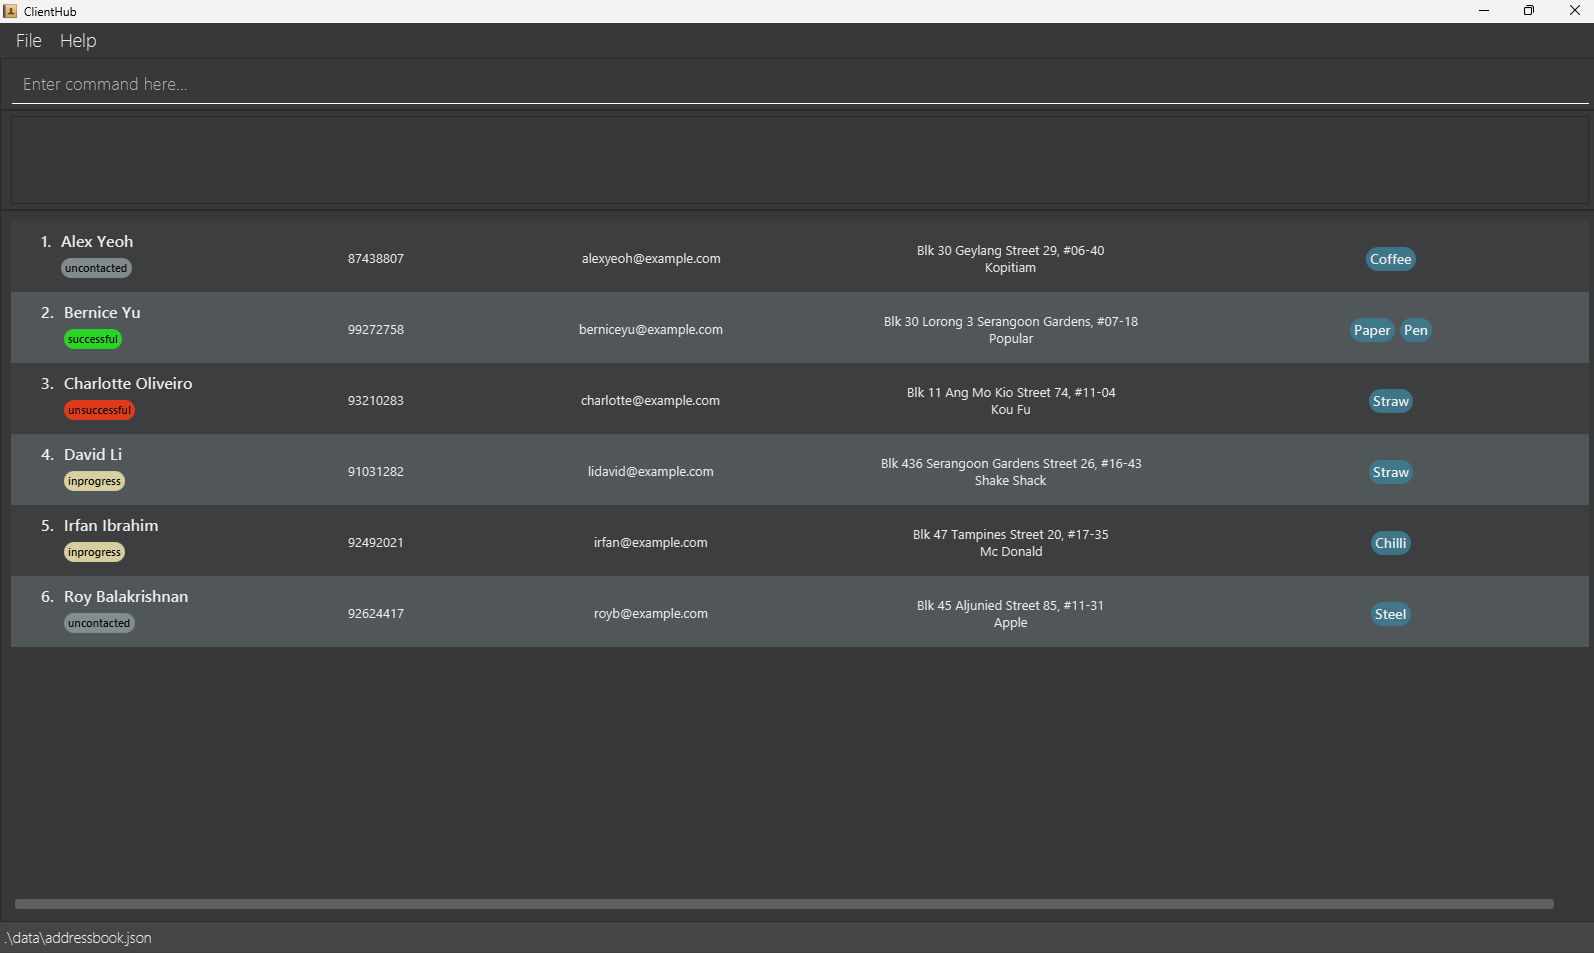 ClientHub
File Help
Enter command here...
1. Alex Yeoh
uncontacted
87438807
alexyeoh@example.com
Blk 30 Geylang Street 29, #06-40
Kopitiam
Coffee
2. Bernice Yu
successful
99272758
berniceyu@example.com
Blk 30 Lorong 3 Serangoon Gardens, #07-18
Popular
Paper Pen
3. Charlotte Oliveiro
unsuccessful
93210283
charlotte@example.com
Blk 11 Ang Mo Kio Street 74, #11-04
Kou Fu
Straw
4. David Li
inprogress
91031282
lidavid@example.com
Blk 436 Serangoon Gardens Street 26, #16-43
Shake Shack
Straw
5. Irfan Ibrahim
inprogress
92492021
irfan@example.com
Blk 47 Tampines Street 20, #17-35
Mc Donald
Chilli
6. Roy Balakrishnan
uncontacted
92624417
royb@example.com
Blk 45 Aljunied Street 85, #11-31
Apple
Steel
.\data\addressbook.json